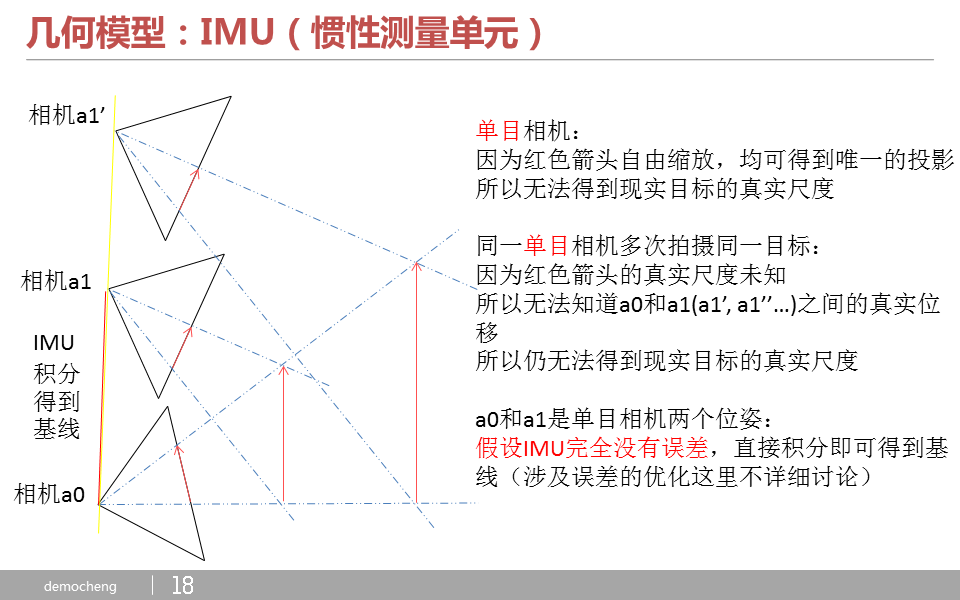 几何模型：IMU（惯性测量单元）
相机a1’
相机a1
IMU
积分
得到
基线
相机a0
单目相机：
因为红色箭头自由缩放，均可得到唯一的投影
所以无法得到现实目标的真实尺度
同一单目相机多次拍摄同一目标：
因为红色箭头的真实尺度未知
所以无法知道a0和a1(a1’, a1’’…)之间的真实位
移
所以仍无法得到现实目标的真实尺度
a0和a1是单目相机两个位姿：
假设IMU完全没有误差，直接积分即可得到基
线（涉及误差的优化这里不详细讨论）
democheng
18